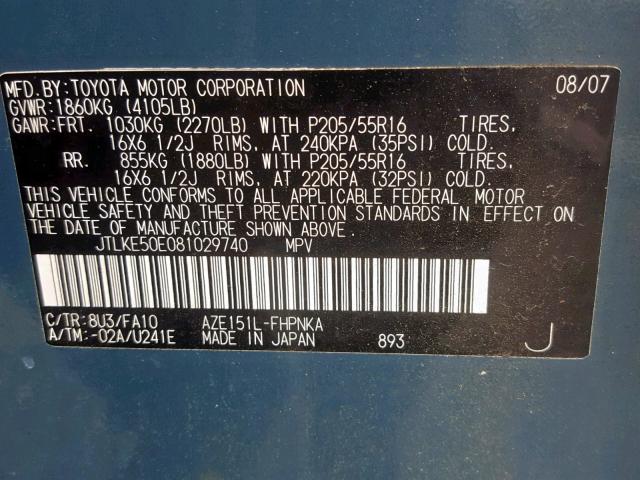 MFD. BY: TOYOTA MOTOR CORPORATION 08/07
GVWR: 1860KG (4105LB)
GAWR: FRT. 1030KG (2270LB) WITH P205/55R16 TIRES,
16X6 1/2J RIMS, AT 240KPA (35PSI) COLD.
RR. 855KG (1880LB) WITH P205/55R16 TIRES,
16X6 1/2J RIMS, AT 220KPA (32PSI) COLD.
THIS VEHICLE CONFORMS TO ALL APPLICABLE FEDERAL MOTOR
VEHICLE SAFETY AND THEFT PREVENTION STANDARDS IN EFFECT ON
THE DATE OF MANUFACTURE SHOWN ABOVE.
JTLKE50E081029740 MPV
C/TR: 8U3/FA10 AZE151L-FHPNKA
A/TM: -02A/U241E MADE IN JAPAN 893 J